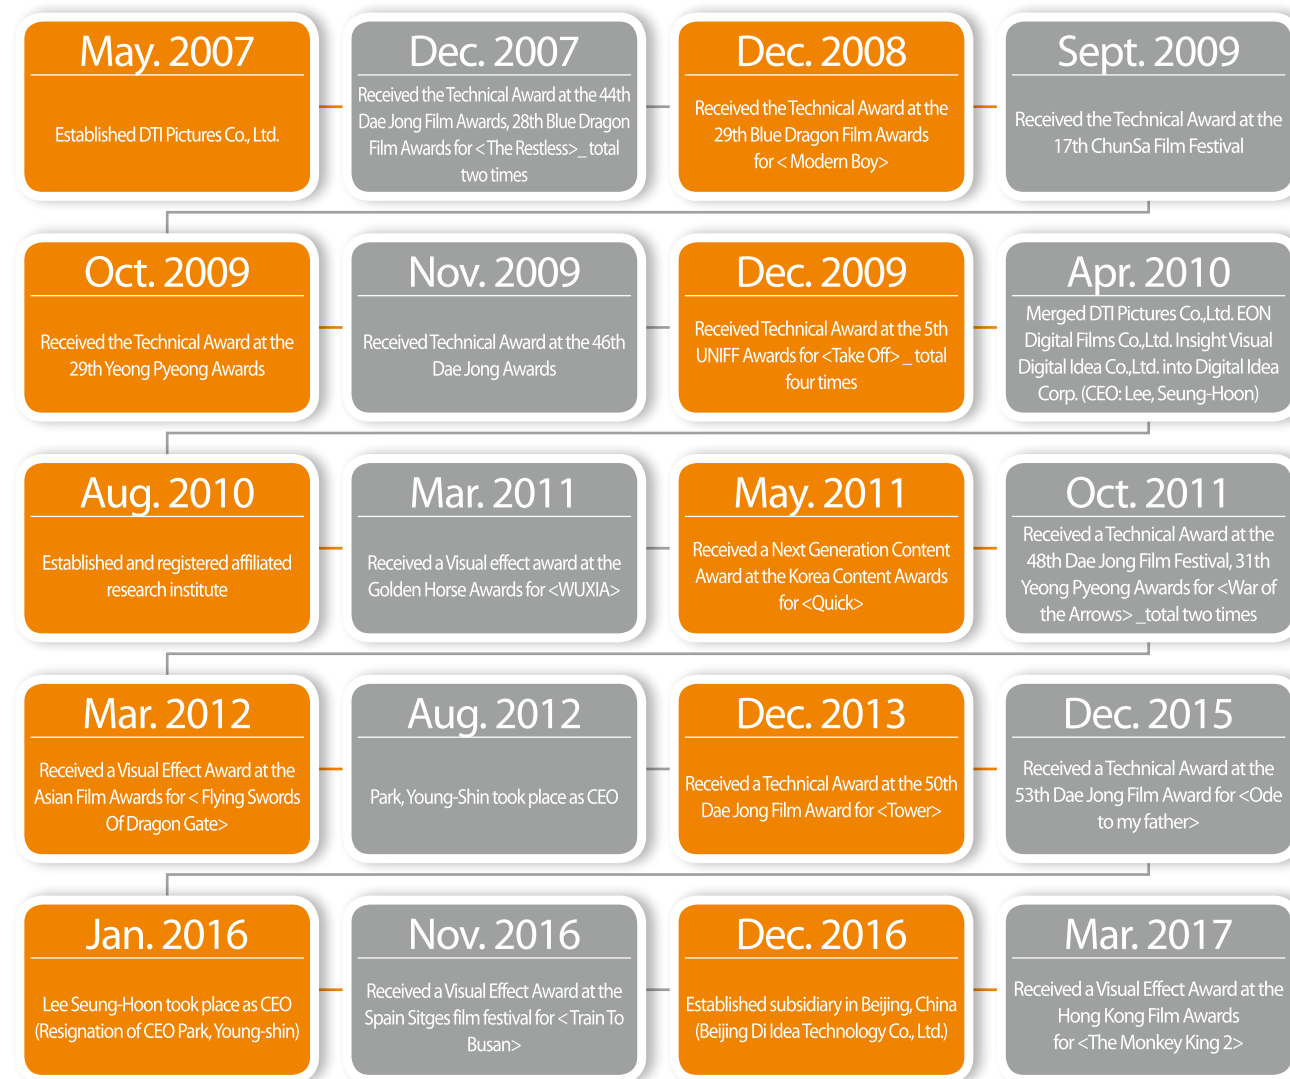 May. 2007
Established DTI Pictures Co., Ltd.
Dec. 2007
Received the Technical Award at the 44th
Dae Jong Film Awards, 28th Blue Dragon
Film Awards for < The Restless>_ total
two times
Dec. 2008
Received the Technical Award at the
29th Blue Dragon Film Awards
for < Modern Boy>
Sept. 2009
Received the Technical Award at the
17th ChunSa Film Festival
Oct. 2009
Received the Technical Award at the
29th Yeong Pyeong Awards
Nov. 2009
Received Technical Award at the 46th
Dae Jong Awards
Dec. 2009
Received Technical Award at the 5th
UNIFF Awards for <Take Off> _ total
four times
Apr. 2010
Merged DTI Pictures Co.,Ltd. EON
Digital Films Co.,Ltd. Insight Visual
Digital Idea Co.,Ltd. into Digital Idea
Corp. (CEO: Lee, Seung-Hoon)
Aug. 2010
Established and registered affiliated
research institute
Mar. 2011
Received a Visual effect award at the
Golden Horse Awards for <WUXIA>
May. 2011
Received a Next Generation Content
Award at the Korea Content Awards
for <Quick>
Oct. 2011
Received a Technical Award at the
48th Dae Jong Film Festival, 31th
Yeong Pyeong Awards for <War of
the Arrows> _total two times
Mar. 2012
Received a Visual Effect Award at the
Asian Film Awards for < Flying Swords
Of Dragon Gate>
Aug. 2012
Park, Young-Shin took place as CEO
Dec. 2013
Received a Technical Award at the 50th
Dae Jong Film Award for <Tower>
Dec. 2015
Received a Technical Award at the
53th Dae Jong Film Award for <Ode
to my father>
Jan. 2016
Lee Seung-Hoon took place as CEO
(Resignation of CEO Park, Young-shin)
Nov. 2016
Received a Visual Effect Award at the
Spain Sitges film festival for < Train To
Busan>
Dec. 2016
Established subsidiary in Beijing, China
(Beijing Di Idea Technology Co., Ltd.)
Mar. 2017
Received a Visual Effect Award at the
Hong Kong Film Awards
for <The Monkey King 2>